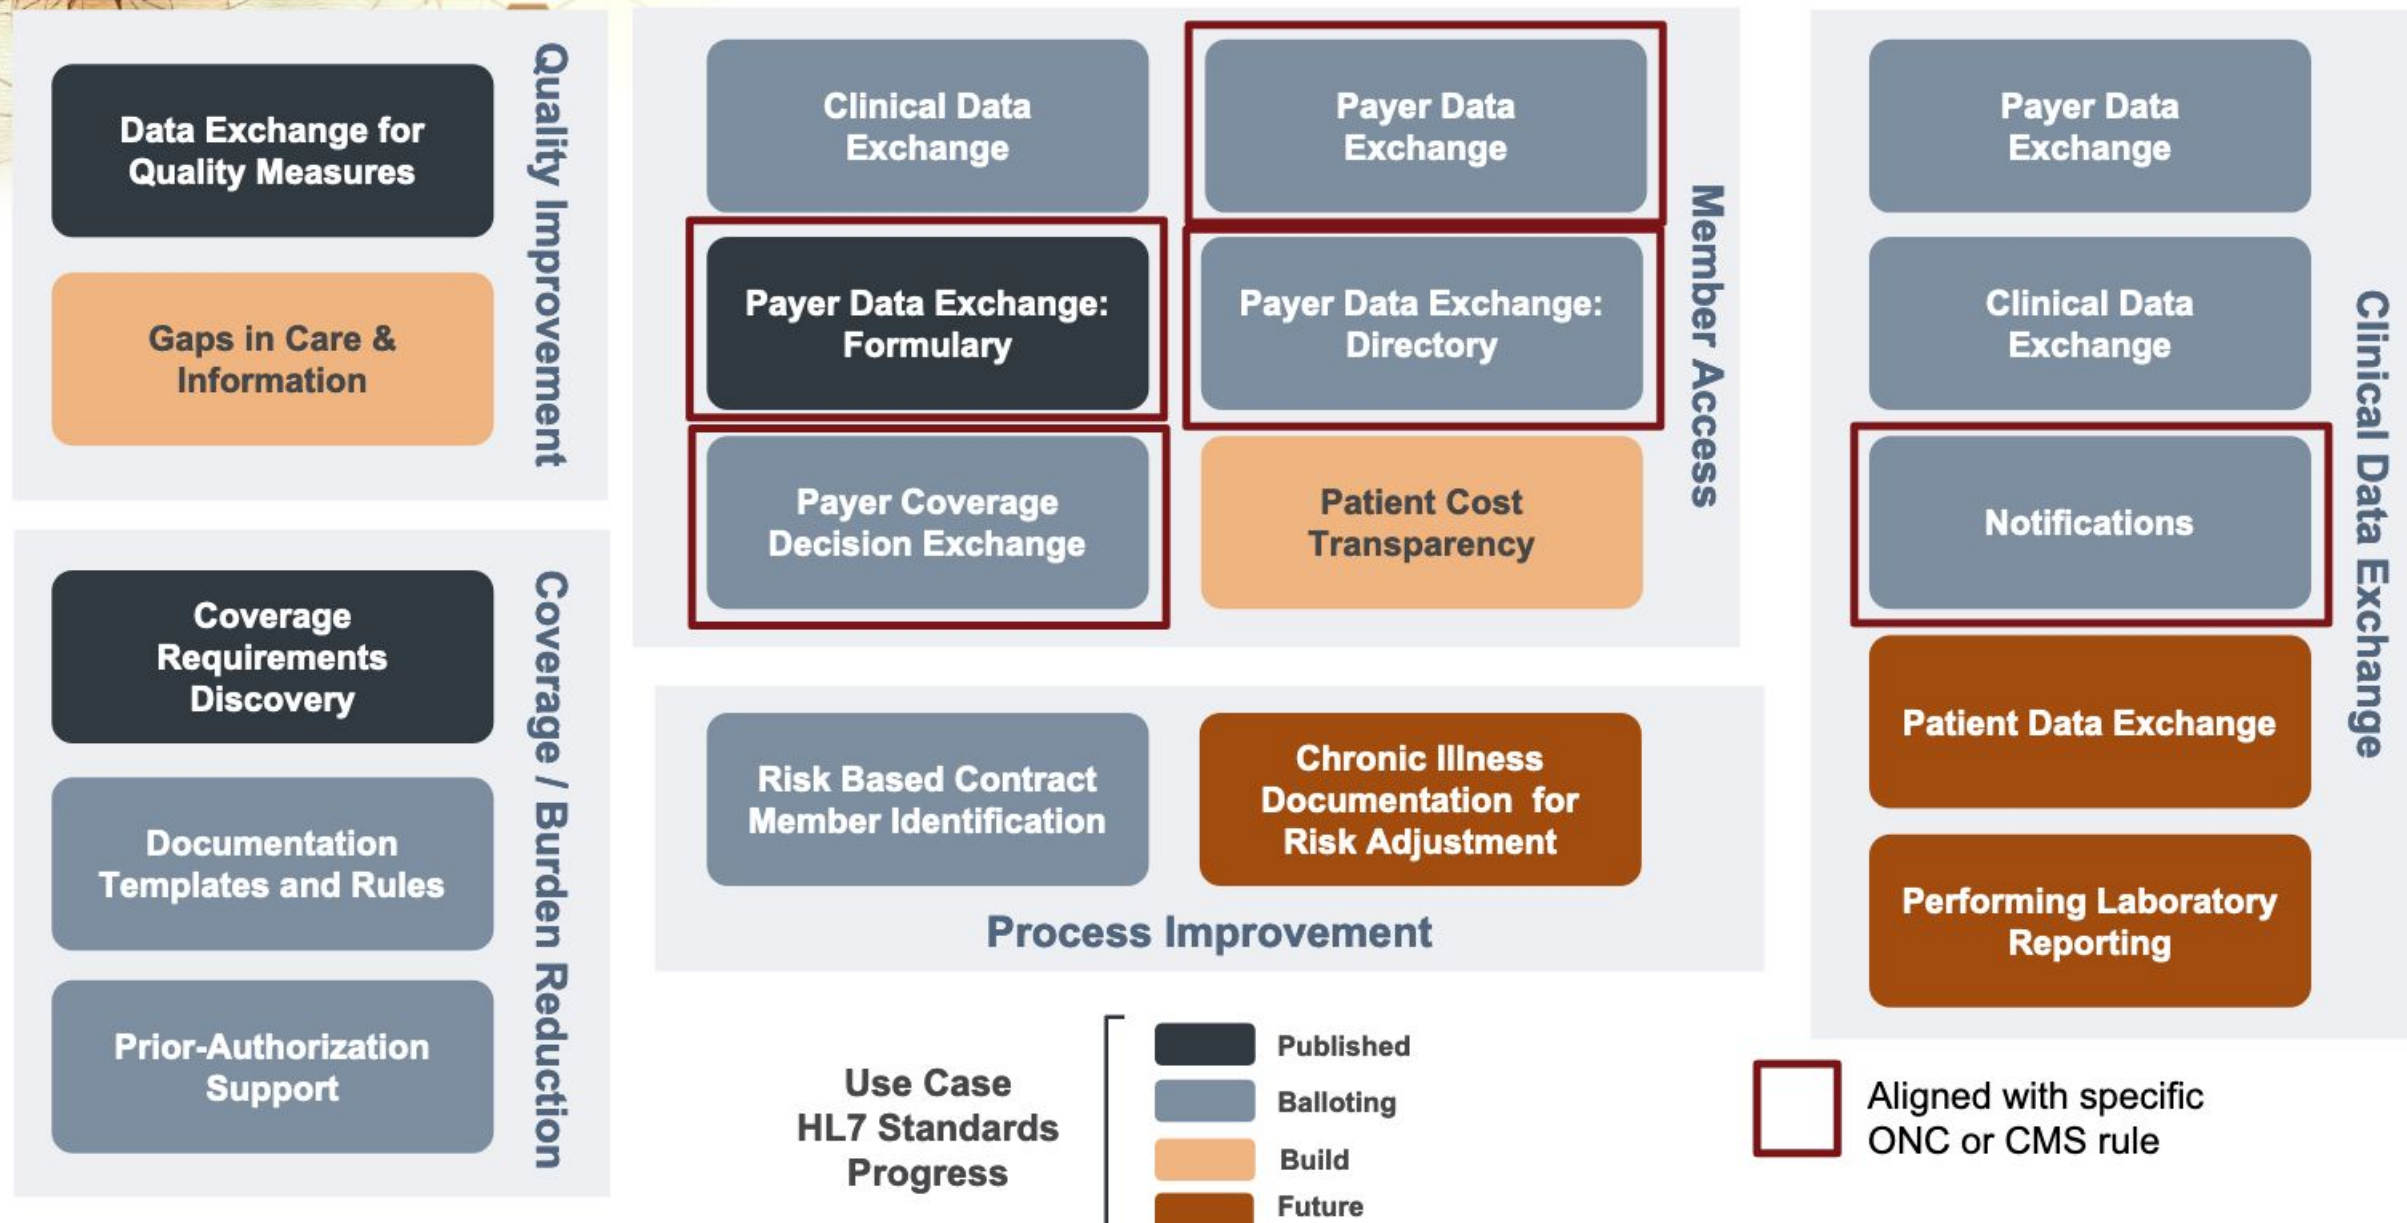 Data Exchange for
Quality Measures
Gaps in Care &
Information
Quality Improvement
Coverage
Requirements
Discovery
Documentation
Templates and Rules
Prior-Authorization
Support
Coverage / Burden Reduction
Clinical Data
Exchange
Payer Data
Exchange
Payer Data Exchange:
Formulary
Payer Data Exchange:
Directory
Payer Coverage
Decision Exchange
Patient Cost
Transparency
Member Access
Risk Based Contract
Member Identification
Chronic Illness
Documentation for
Risk Adjustment
Process Improvement
Payer Data
Exchange
Clinical Data
Exchange
Notifications
Patient Data Exchange
Performing Laboratory
Reporting
Clinical Data Exchange
Use Case
HL7 Standards
Progress
Published
Balloting
Build
Future
Aligned with specific
ONC or CMS rule